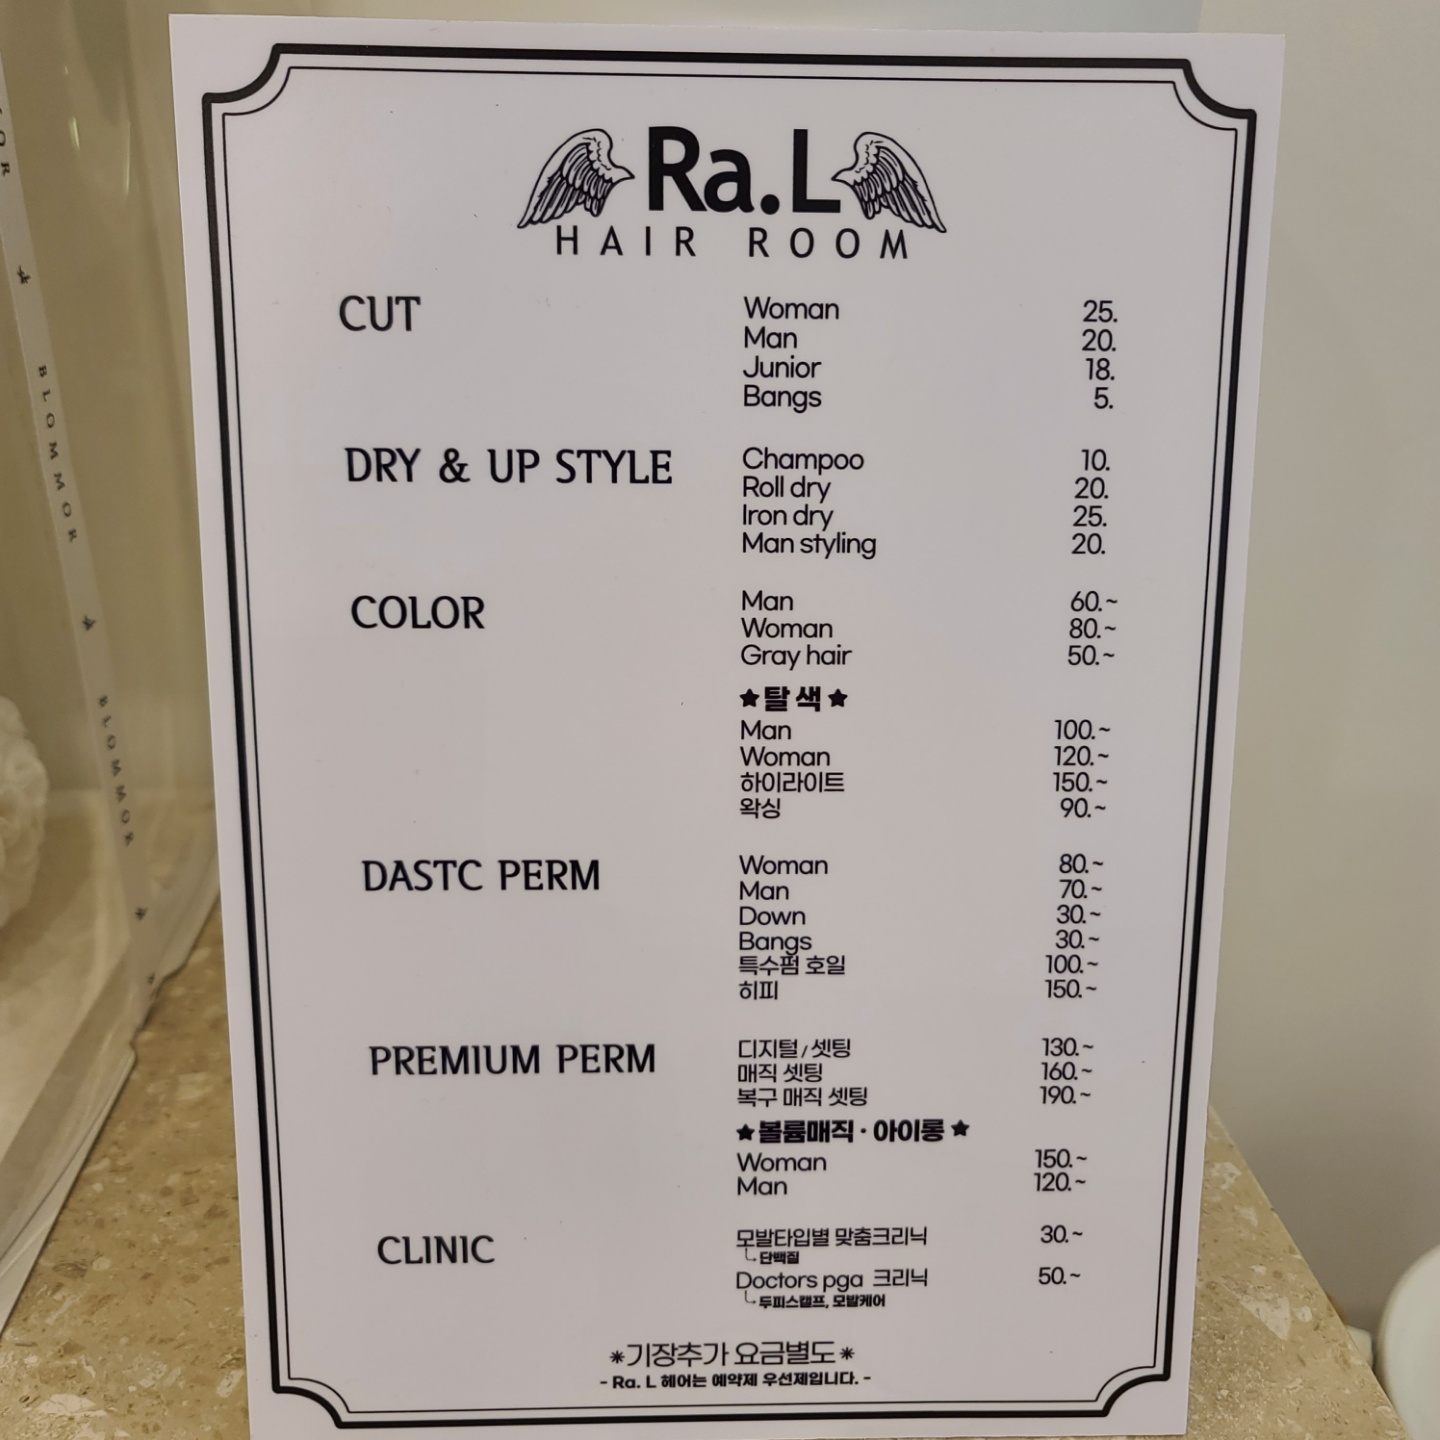 Ra.L
HAIR ROOM
CUT
Woman 25.
Man 20.
Junior 18.
Bangs 5.
DRY & UP STYLE
Champoo 10.
Roll dry 20.
Iron dry 25.
Man styling 20.
COLOR
Man 60.~
Woman 80.~
Gray hair 50.~
★탈색★
Man 100.~
Woman 120.~
하이라이트 150.~
왁싱 90.~
DASTC PERM
Woman 80.~
Man 70.~
Down 30.~
Bangs 30.~
특수펌 호일 100.~
히피 150.~
PREMIUM PERM
디지털/셋팅 130.~
매직 셋팅 160.~
복구 매직 셋팅 190.~
★볼륨매직·아이롱★
Woman 150.~
Man 120.~
CLINIC
모발타입별 맞춤크리닉 30.~
단백질
Doctors pga 크리닉 50.~
두피스캘프, 모발케어
*기장추가 요금별도*
- Ra. L 헤어는 예약제 우선제입니다. -
BLOMMOR
BLOMMOR